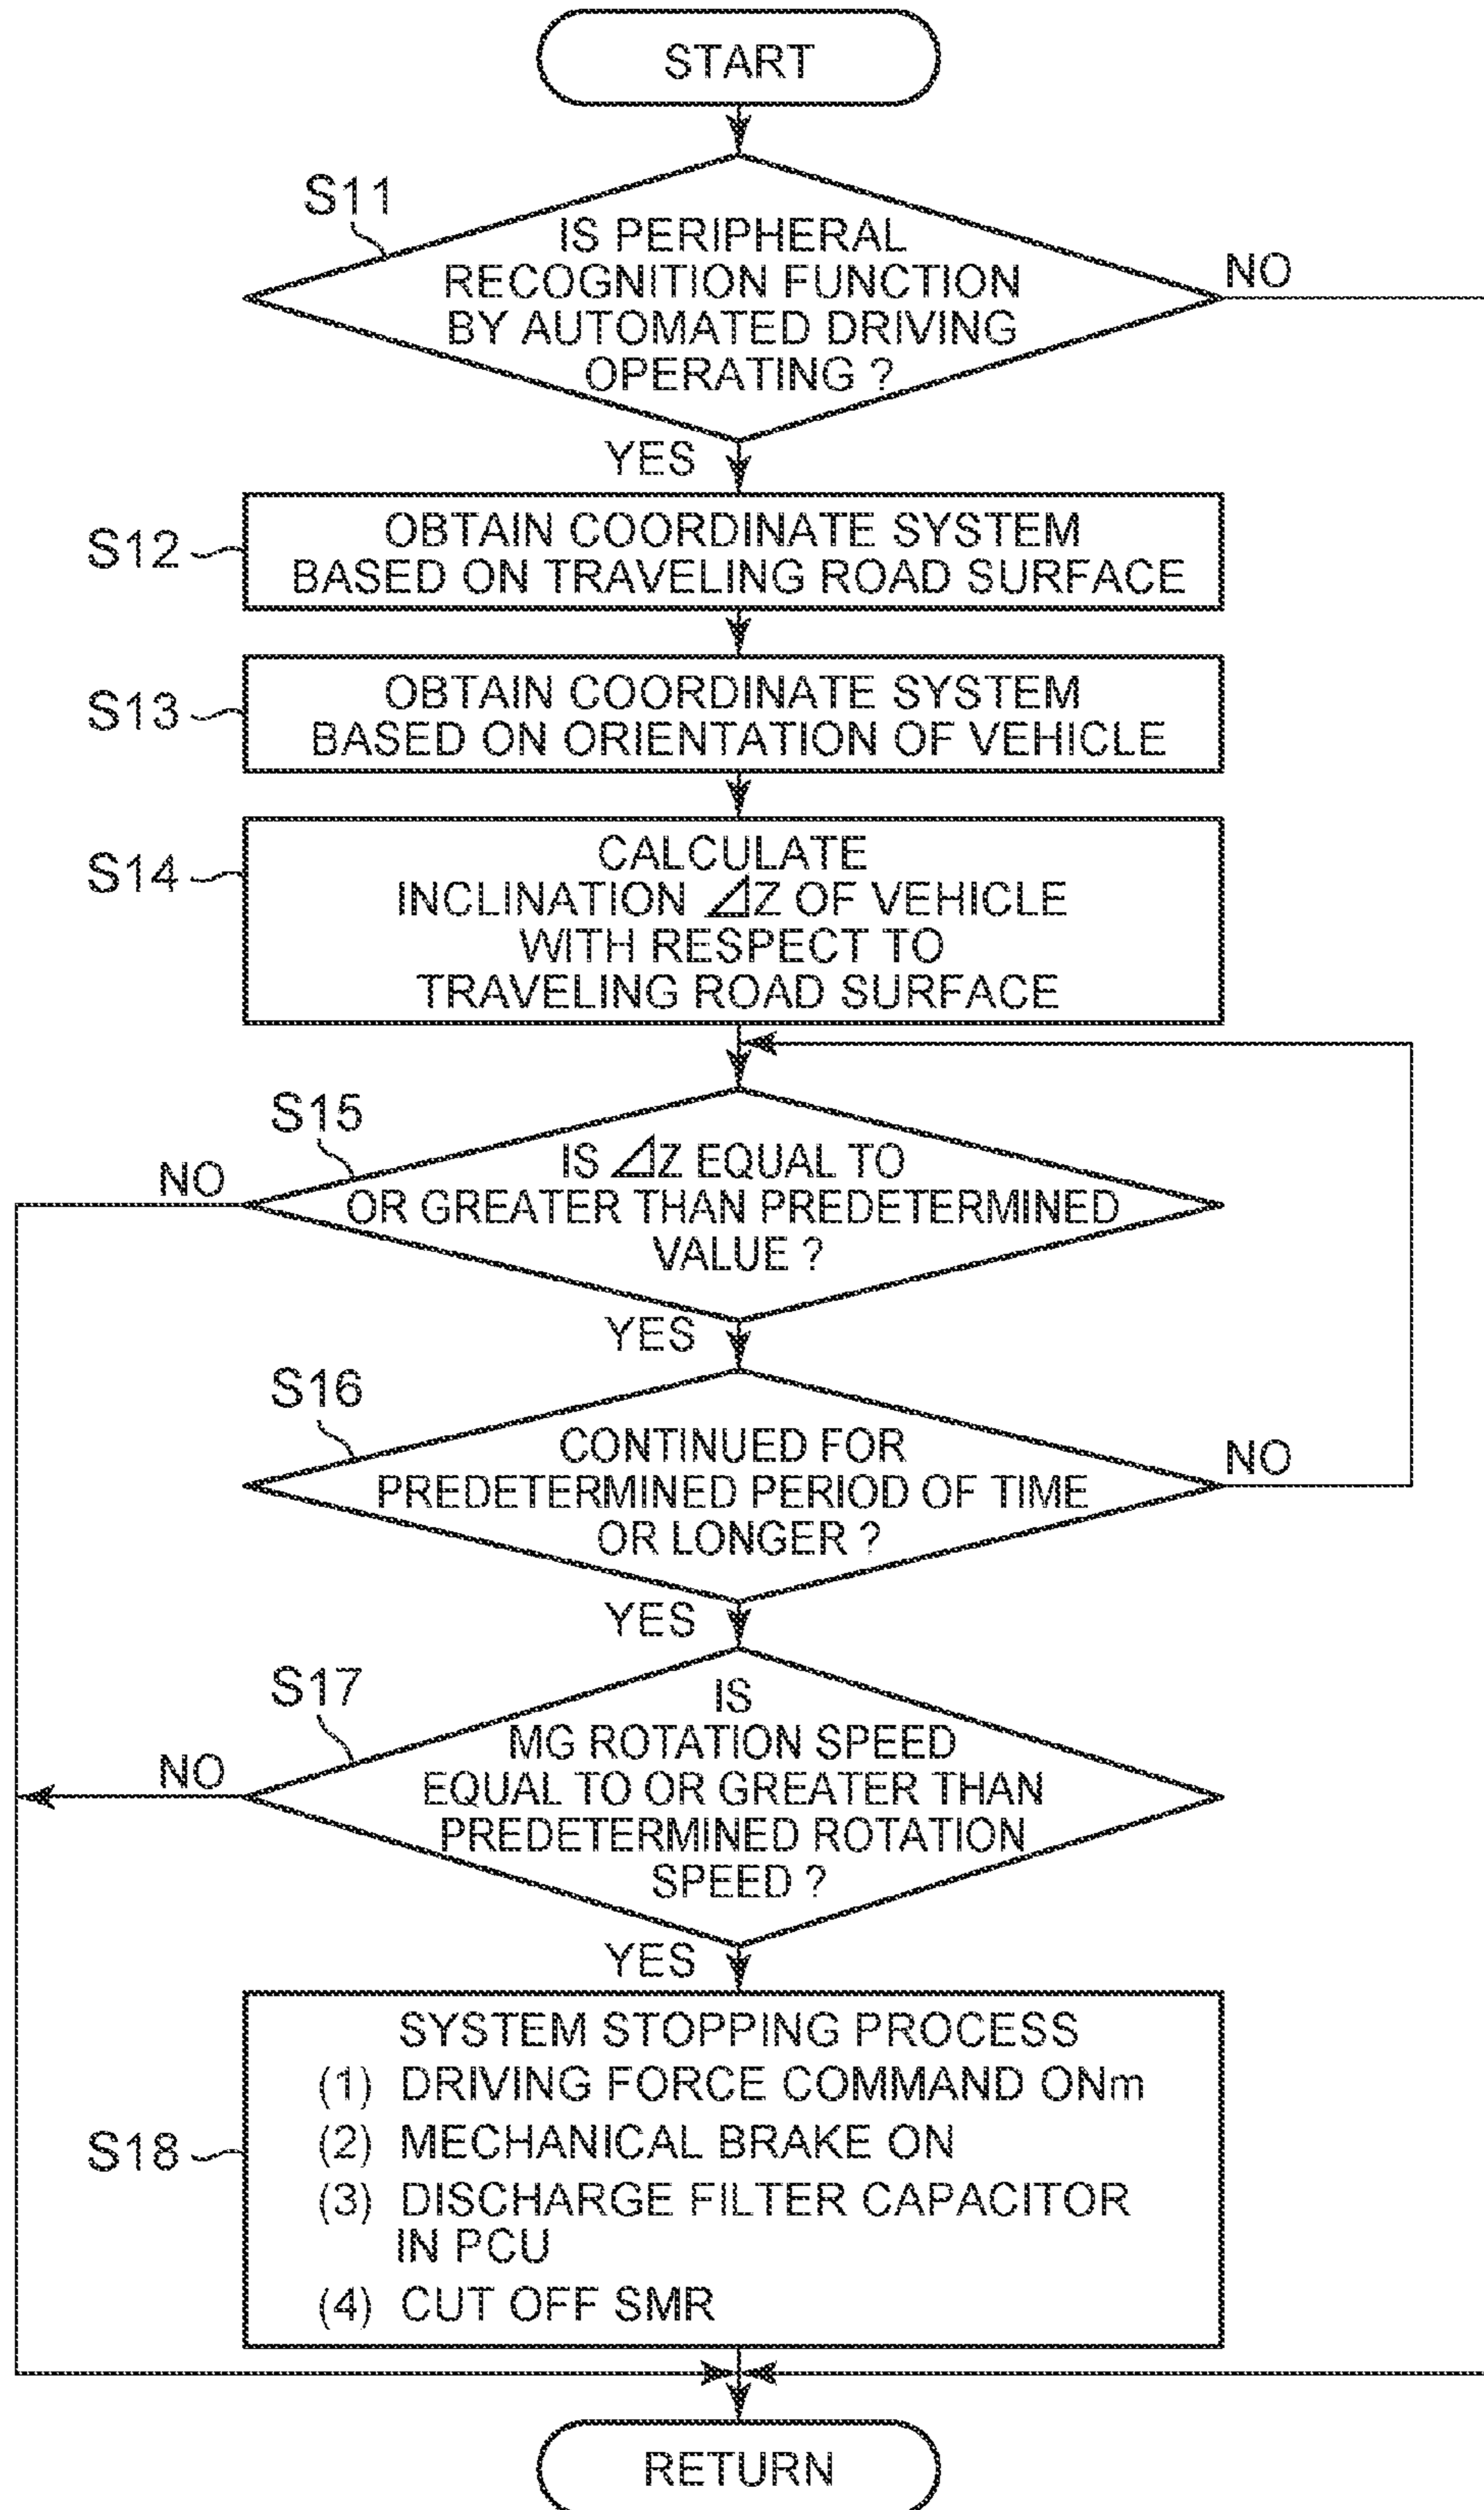 START
S11
IS PERIPHERAL
RECOGNITION FUNCTION
BY AUTOMATED DRIVING
OPERATING ?
NO
YES
S12
OBTAIN COORDINATE SYSTEM
BASED ON TRAVELING ROAD SURFACE
S13
OBTAIN COORDINATE SYSTEM
BASED ON ORIENTATION OF VEHICLE
S14
CALCULATE
INCLINATION ⊿Z OF VEHICLE
WITH RESPECT TO
TRAVELING ROAD SURFACE
S15
NO
IS ⊿Z EQUAL TO
OR GREATER THAN PREDETERMINED
VALUE ?
YES
S16
CONTINUED FOR
PREDETERMINED PERIOD OF TIME
OR LONGER ?
NO
YES
S17
NO
IS
MG ROTATION SPEED
EQUAL TO OR GREATER THAN
PREDETERMINED ROTATION
SPEED ?
YES
S18
SYSTEM STOPPING PROCESS
(1) DRIVING FORCE COMMAND ONm
(2) MECHANICAL BRAKE ON
(3) DISCHARGE FILTER CAPACITOR
IN PCU
(4) CUT OFF SMR
RETURN